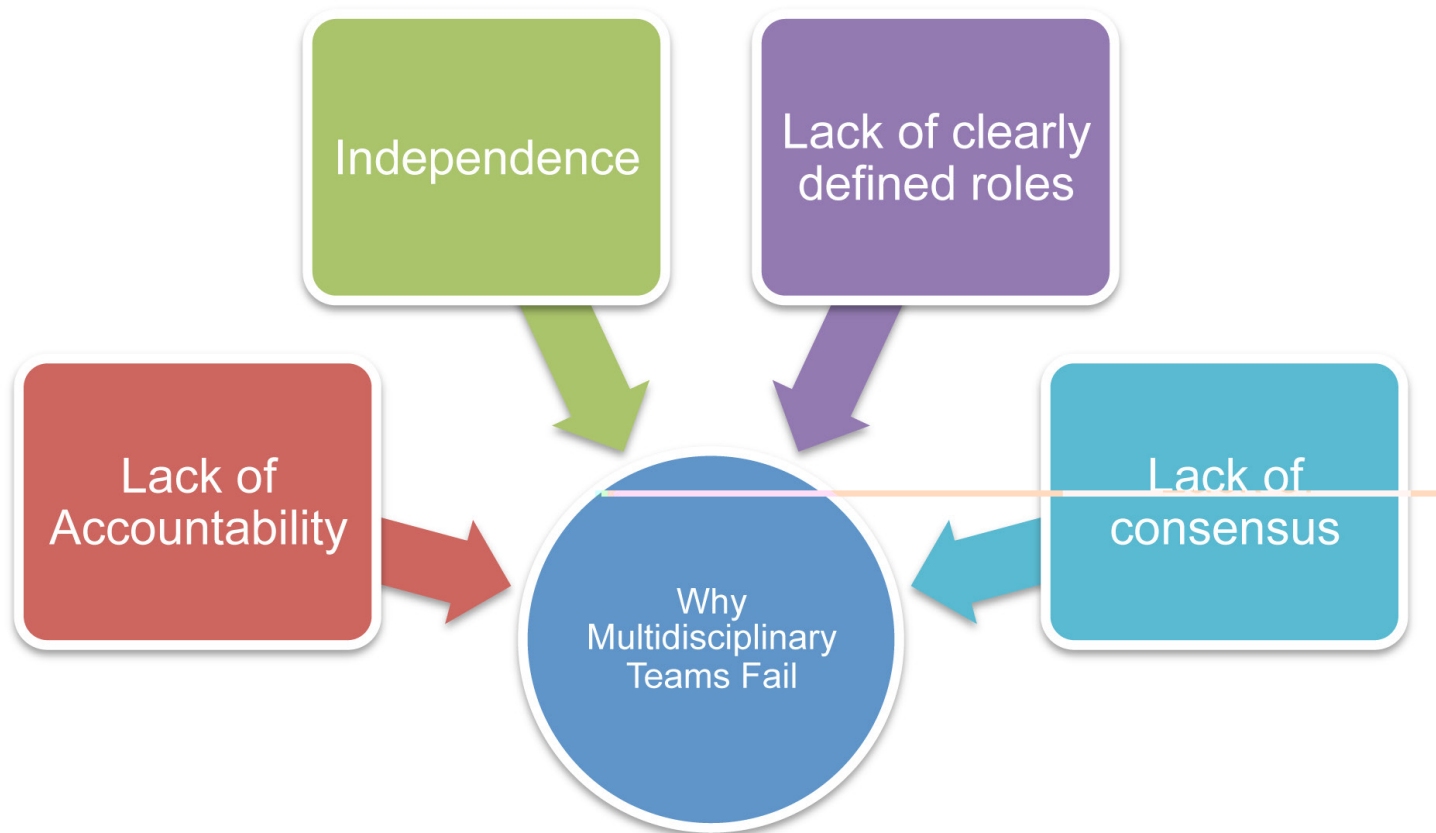 Independence
Lack of clearly
defined roles
Lack of
Accountability
Lack of
consensus
Why
Multidisciplinary
Teams Fail